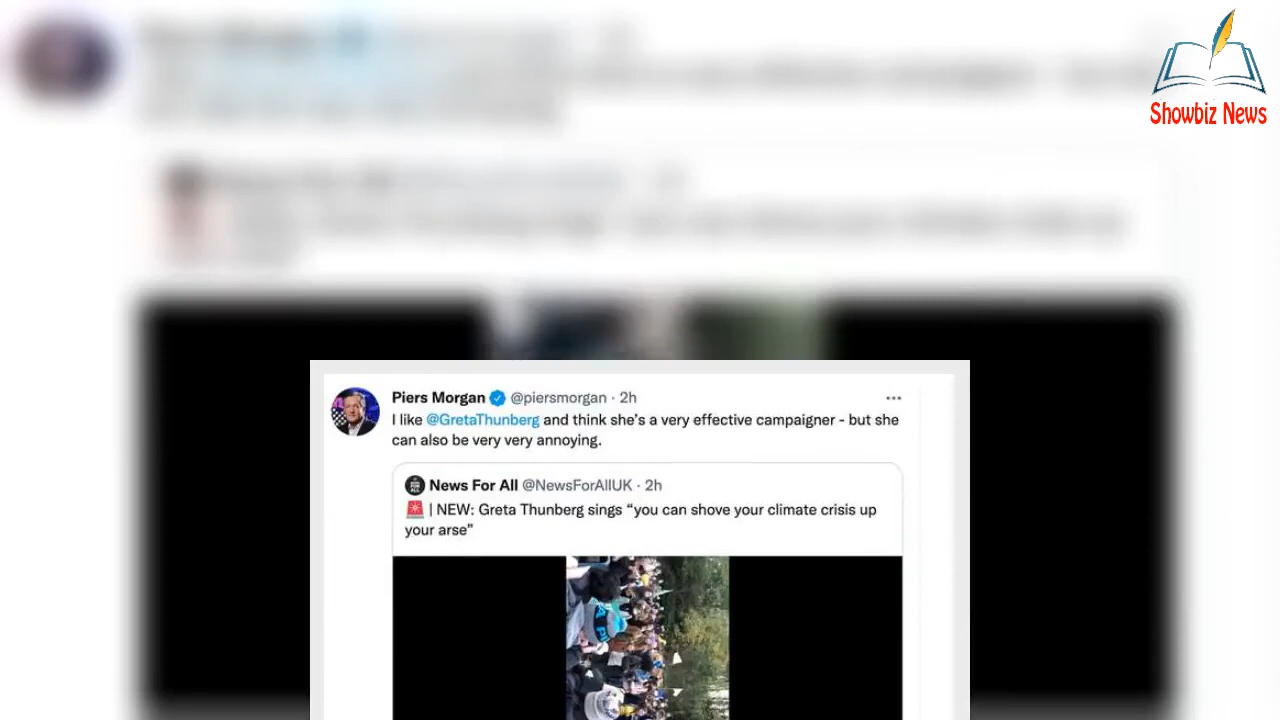 Showbiz News
Piers Morgan @piersmorgan · 2h
I like @GretaThunberg and think she's a very effective campaigner - but she
can also be very very annoying.
News For All @NewsForAllUK · 2h
🚨 | NEW: Greta Thunberg sings “you can shove your climate crisis up
your arse”